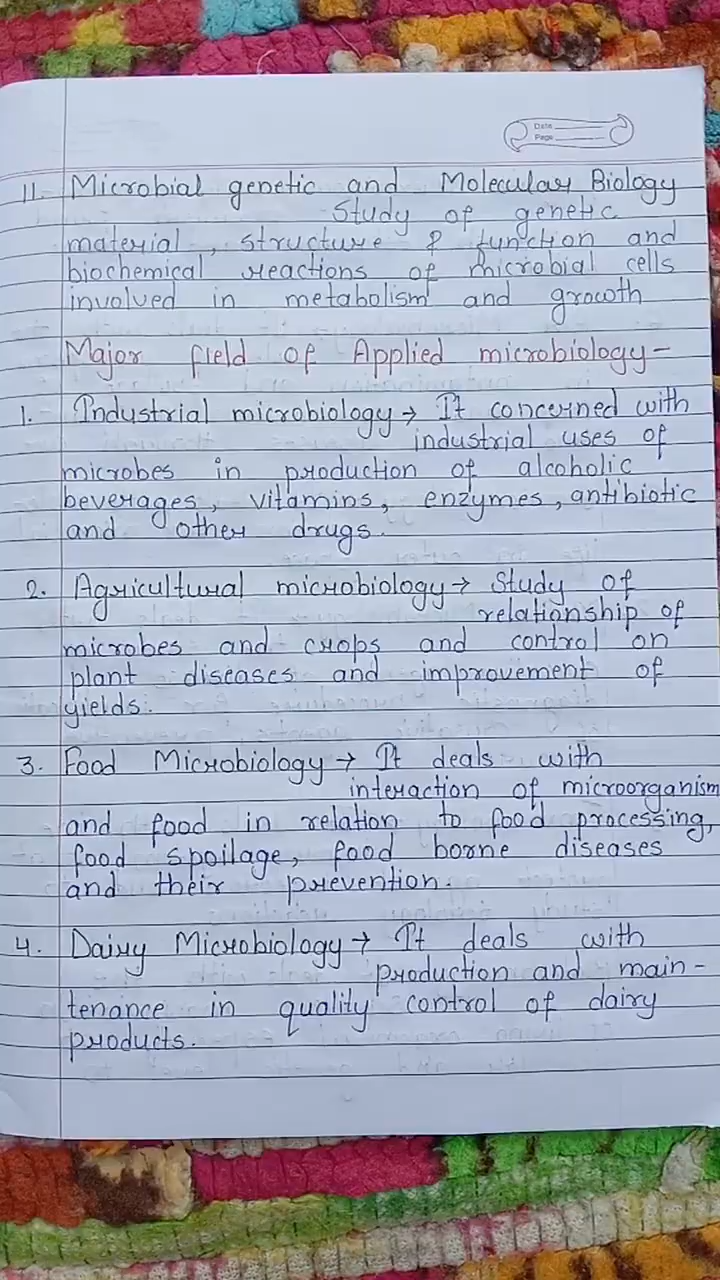 Date
Page
11. Microbial genetic and Molecular Biology
Study of genetic
material, structure & function and
biochemical reactions of microbial cells
involved in metabolism and growth
Major field of Applied microbiology-
1. Industrial microbiology → It concerned with
industrial uses of
microbes in production of alcoholic
beverages, vitamins, enzymes, antibiotic
and other drugs.
2. Agricultural microbiology → Study of
relationship of
microbes and crops and control on
plant diseases and improvement of
yields.
3. Food Microbiology → It deals with
interaction of microorganism
and food in relation to food processing,
food spoilage, food borne diseases
and their prevention.
4. Dairy Microbiology → It deals with
production and main-
tenance in quality control of dairy
products.